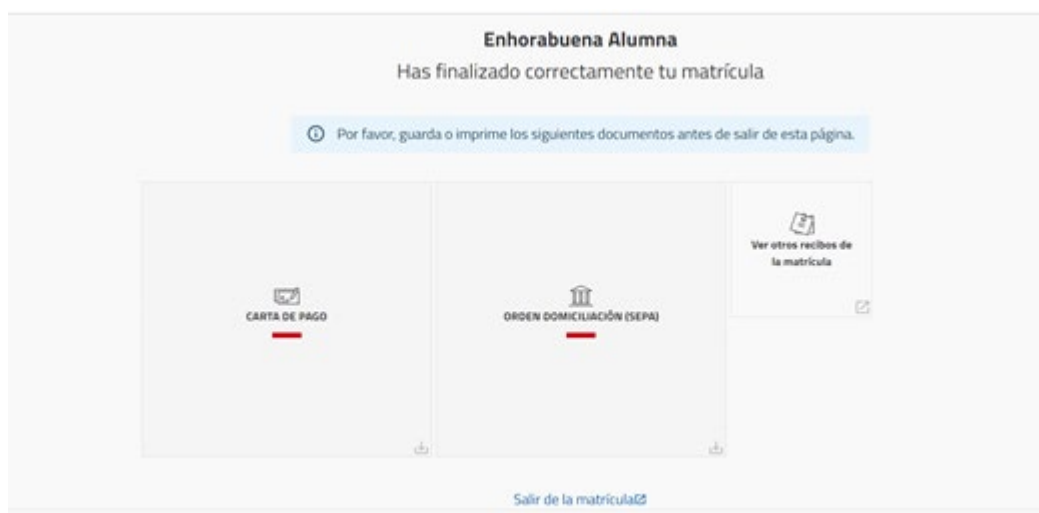 Enhorabuena Alumna
Has finalizado correctamente tu matrícula
Por favor, guarda o imprime los siguientes documentos antes de salir de esta página.
CARTA DE PAGO
ORDEN DOMICILIACIÓN (SEPA)
Ver otros recibos de
la matrícula
Salir de la matrícula